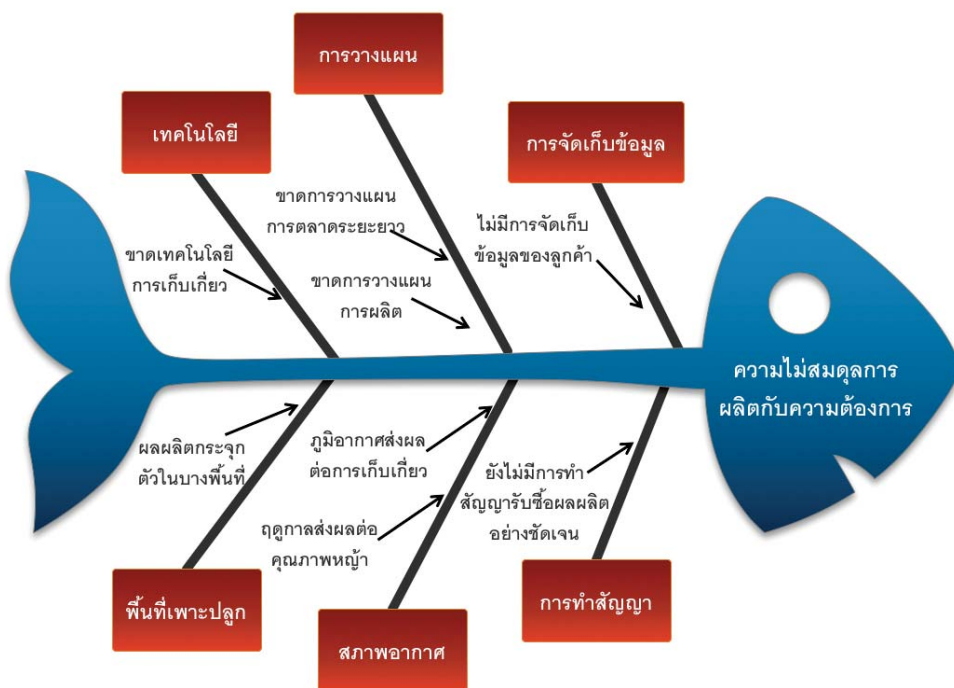 การวางแผน
เทคโนโลยี
การจัดเก็บข้อมูล
ขาดการวางแผน
การตลาดระยะยาว
ไม่มีการจัดเก็บ
ข้อมูลของลูกค้า
ขาดเทคโนโลยี
การเก็บเกี่ยว
ขาดการวางแผน
การผลิต
ความไม่สมดุลการ
ผลิตกับความต้องการ
ผลผลิตกระจุก
ตัวในบางพื้นที่
ภูมิอากาศส่งผล
ต่อการเก็บเกี่ยว
ยังไม่มีการทำ
สัญญารับซื้อผลผลิต
อย่างชัดเจน
ฤดูกาลส่งผลต่อ
คุณภาพหญ้า
พื้นที่เพาะปลูก
สภาพอากาศ
การทำสัญญา